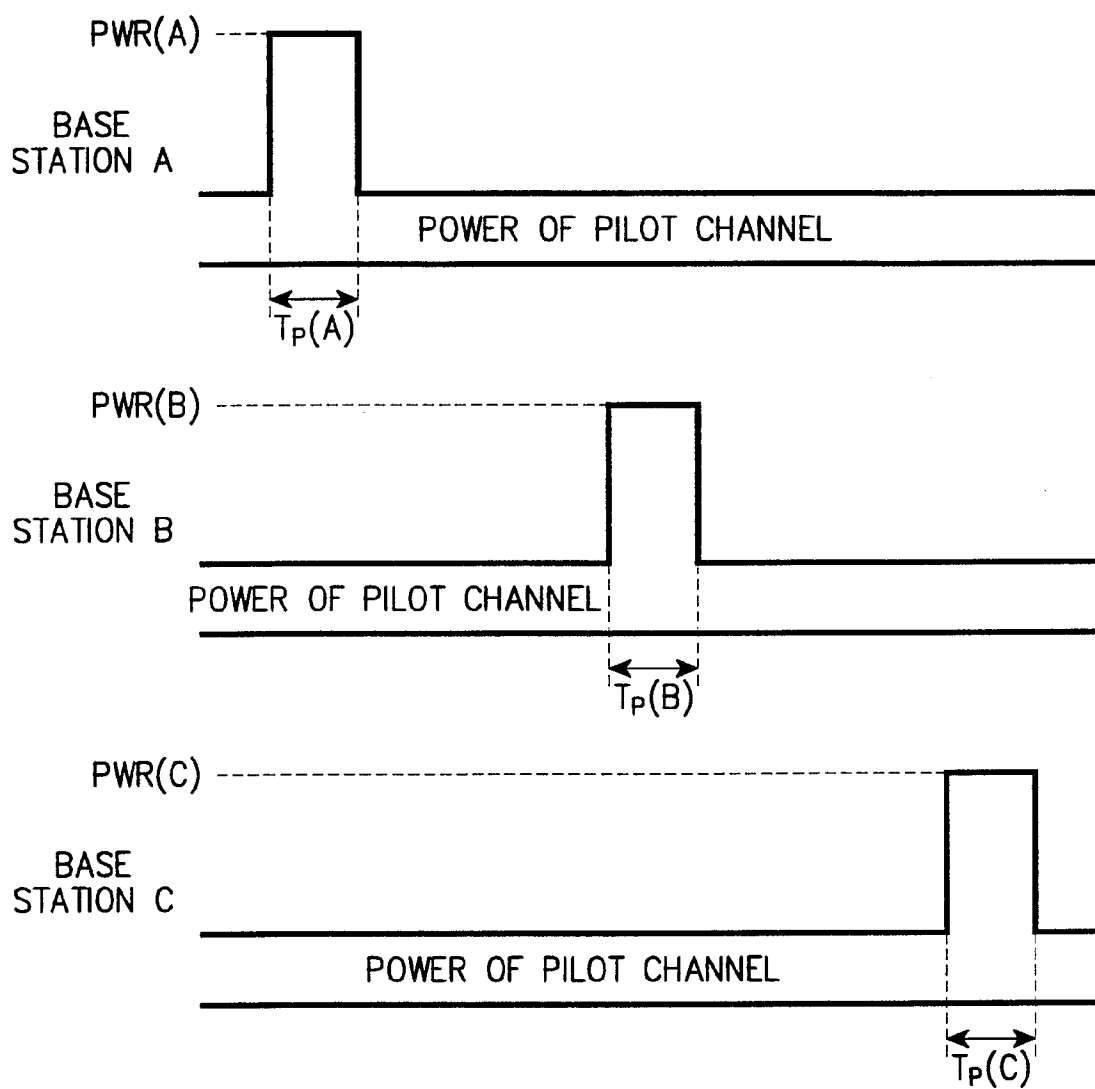 PWR(A)
BASE
STATION A
POWER OF PILOT CHANNEL
TP(A)
PWR(B)
BASE
STATION B
POWER OF PILOT CHANNEL
TP(B)
PWR(C)
BASE
STATION C
POWER OF PILOT CHANNEL
TP(C)